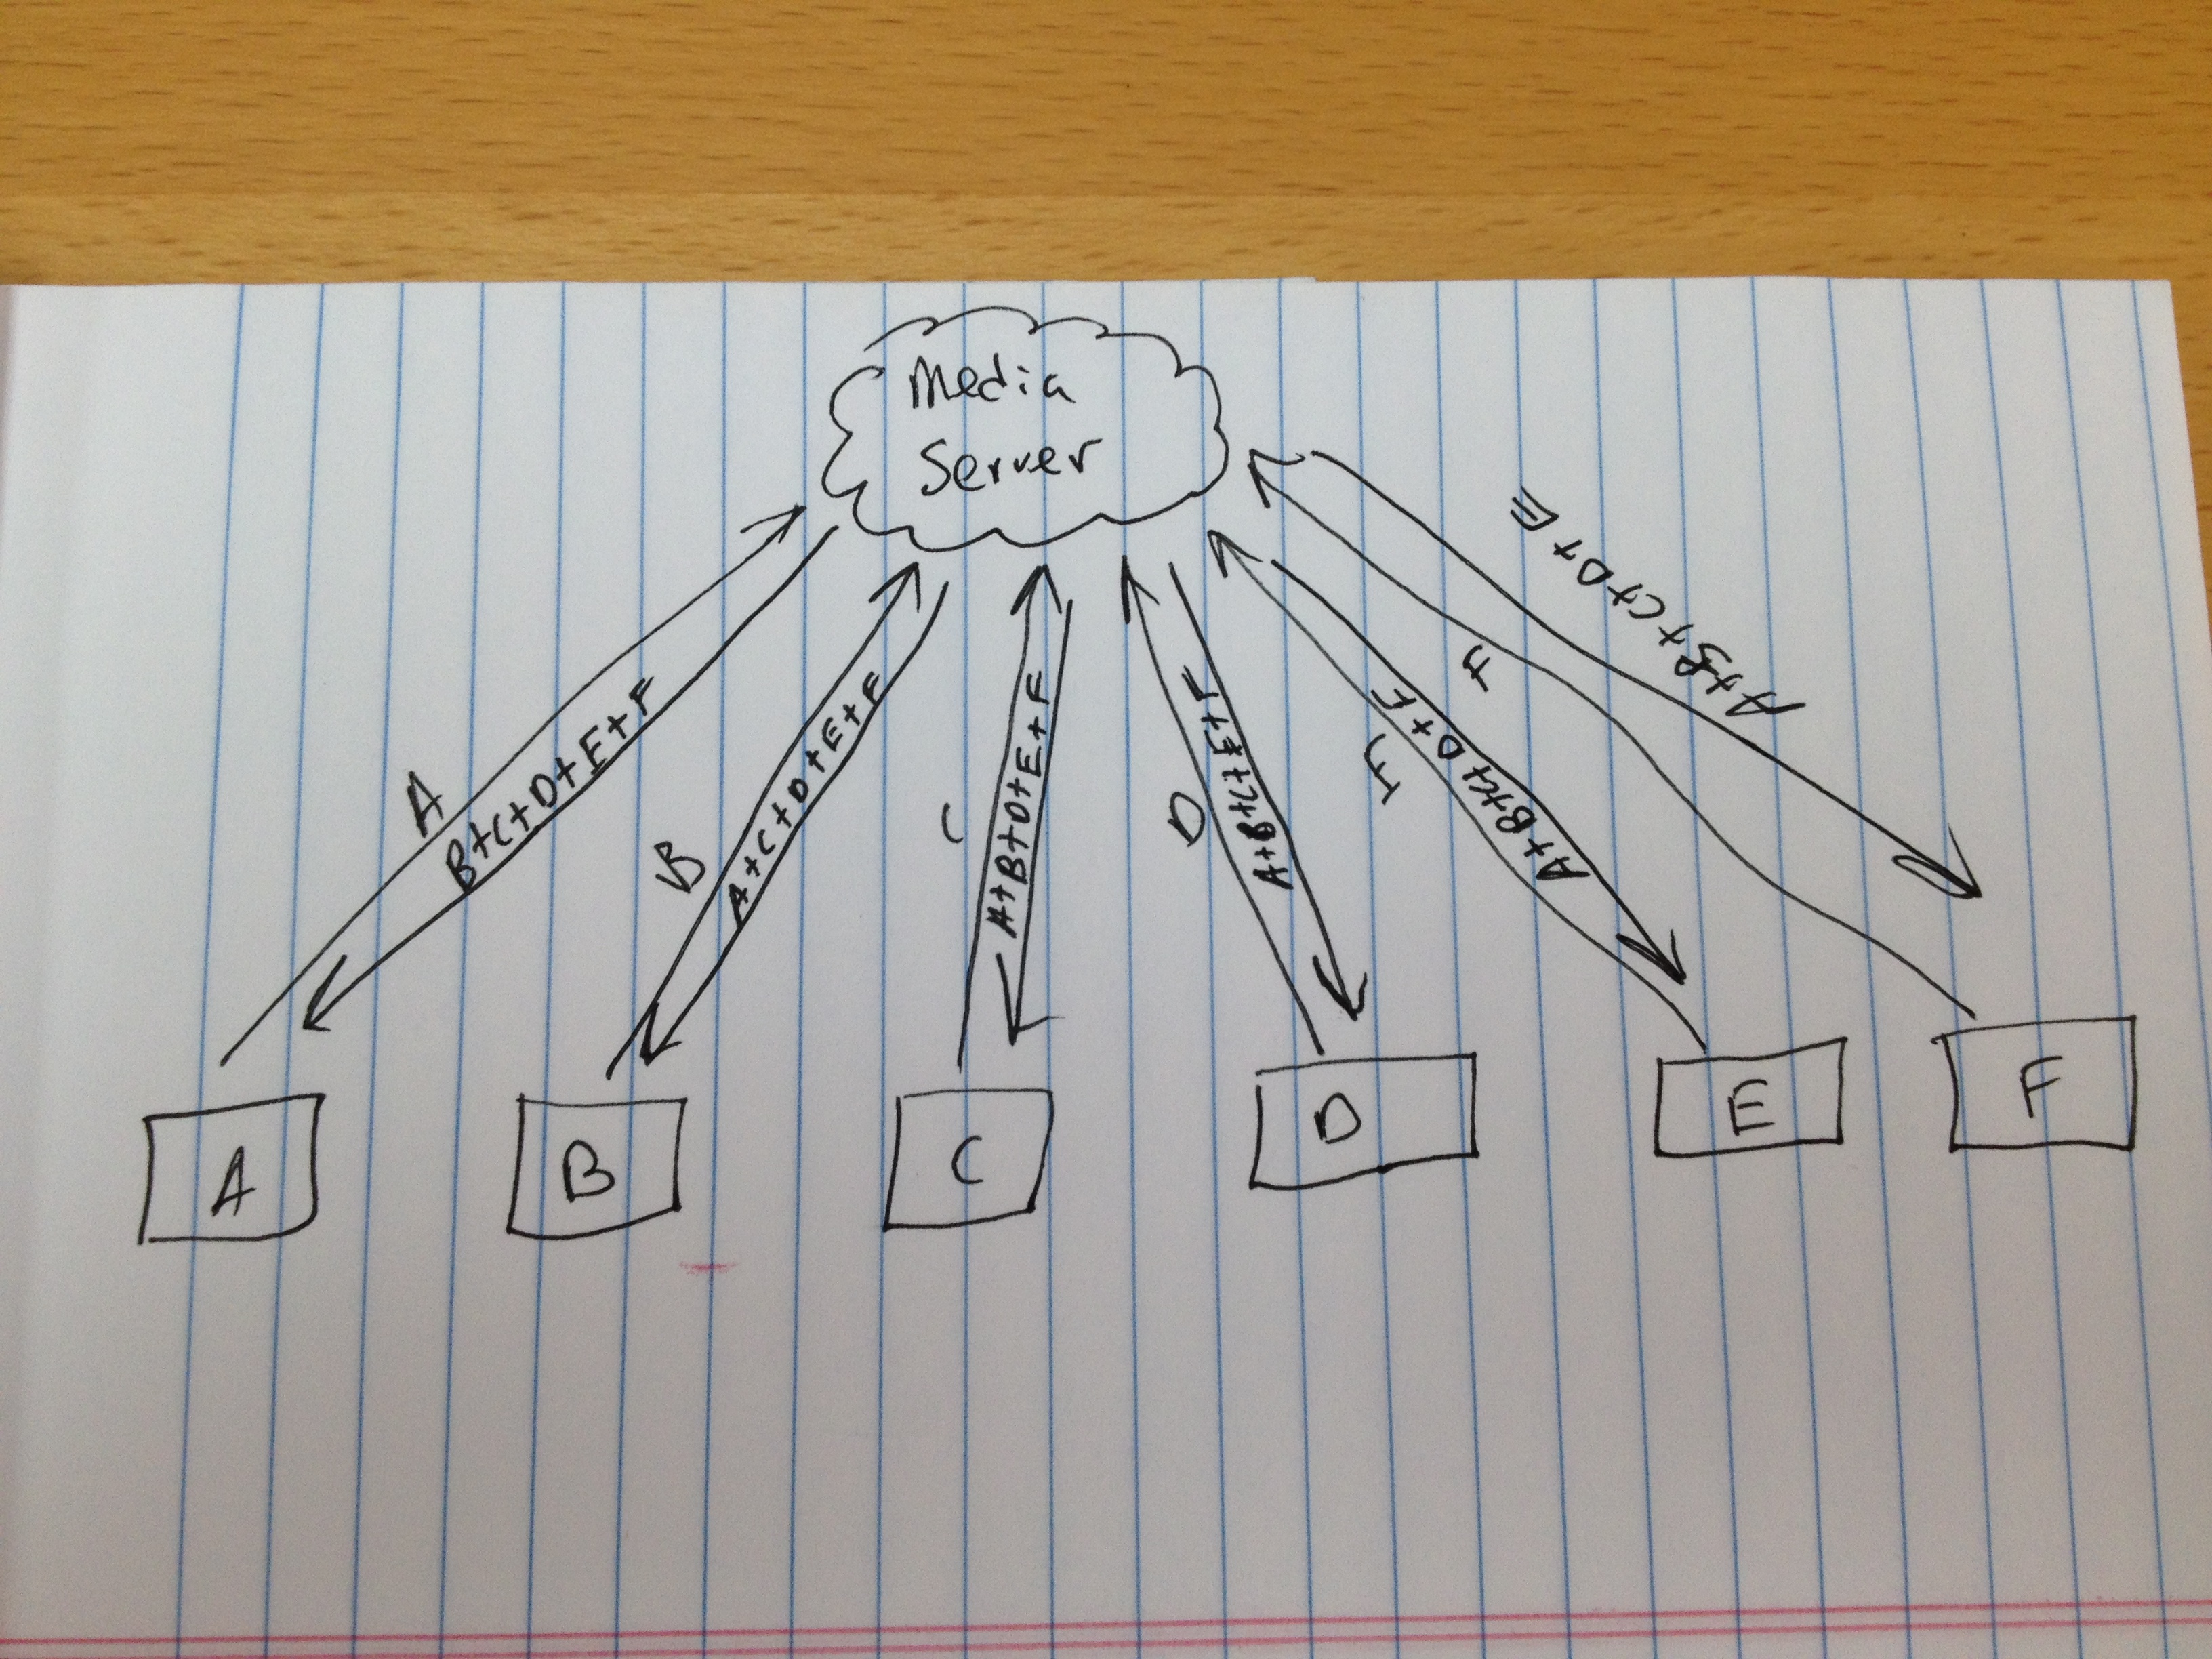 Media
Server
A
B+C+D+E+F
B
A+C+D+E+F
C
A+B+D+E+F
D
A+B+C+E+F
E
A+B+C+D+F
F
A+B+C+D+E
A
B
C
D
E
F